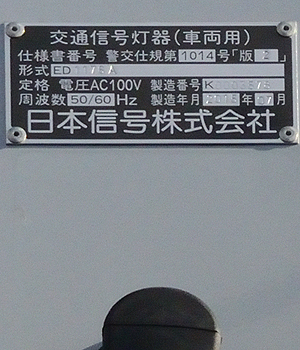 交通信号灯器(車両用)
仕様書番号 警交仕規第1014号「版2」
形式 ED1178A
定格 電圧AC100V 製造番号
周波数 50/60 Hz 製造年月 年 月
日本信号株式会社